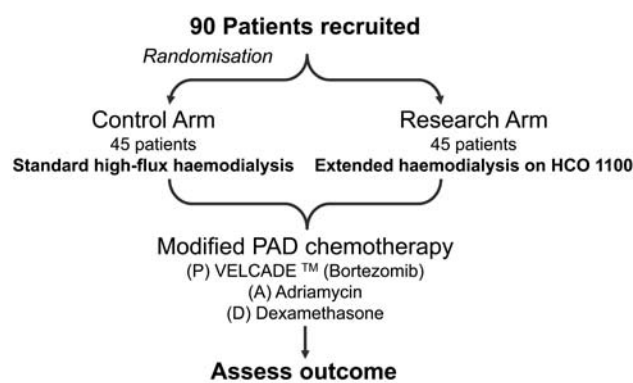 90 Patients recruited
Randomisation
Control Arm
45 patients
Standard high-flux haemodialysis
Research Arm
45 patients
Extended haemodialysis on HCO 1100
Modified PAD chemotherapy
(P) VELCADE ™ (Bortezomib)
(A) Adriamycin
(D) Dexamethasone
Assess outcome